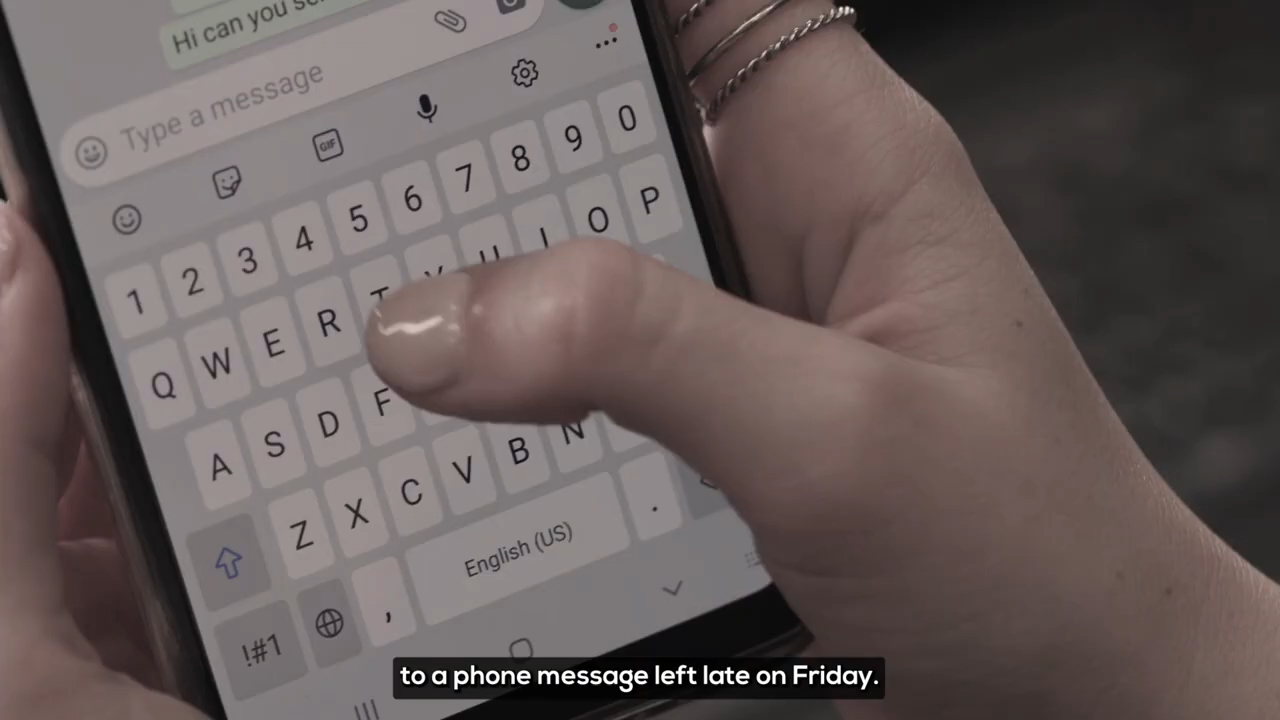 Hi can you
Type a message
GIF
1 2 3 4 5 6 7 8 9 0
Q W E R T Y U I O P
A S D F
Z X C V B N
!#1 , English (US) .
to a phone message left late on Friday.